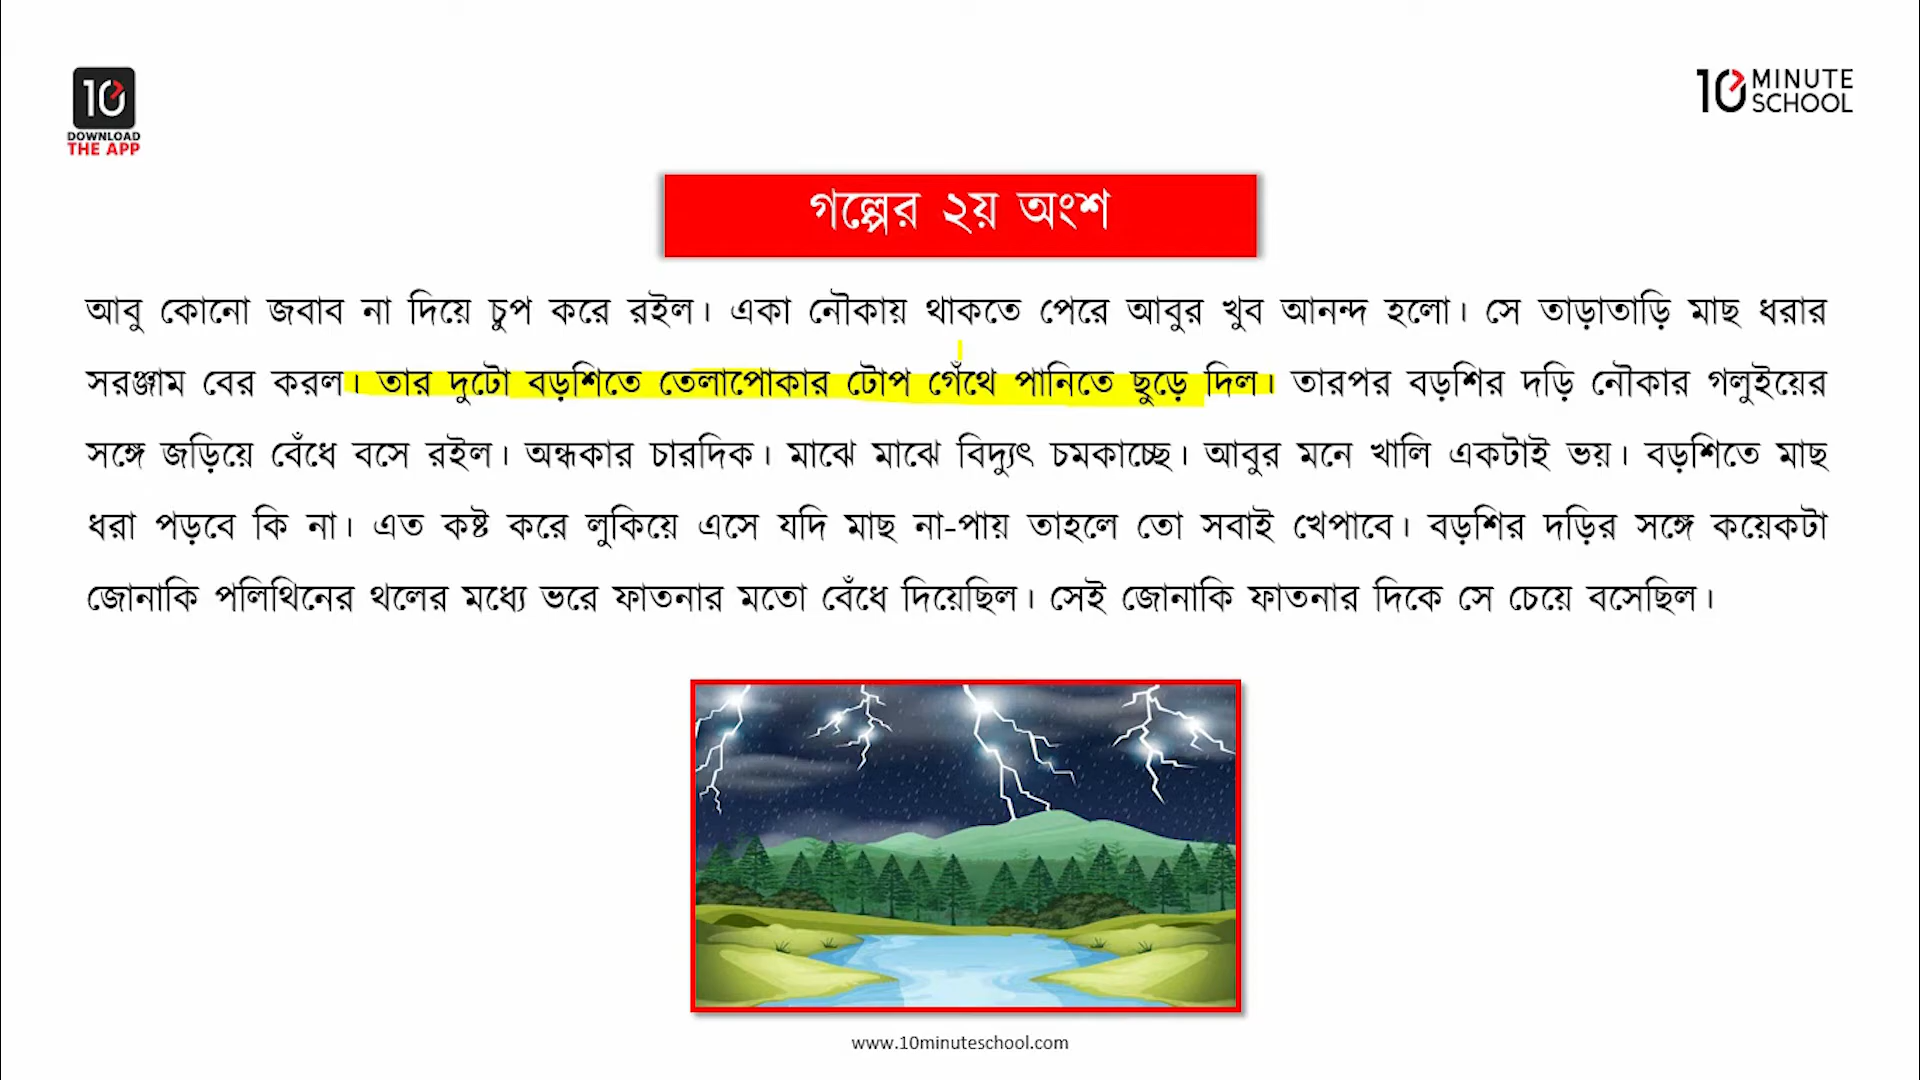 10
DOWNLOAD
THE APP
10 MINUTE
SCHOOL
গল্পের ২য় অংশ
আবু কোনো জবাব না দিয়ে চুপ করে রইল। একা নৌকায় থাকতে পেরে আবুর খুব আনন্দ হলো। সে তাড়াতাড়ি মাছ ধরার
সরঞ্জাম বের করল। তার দুটো বড়শিতে তেলাপোকার টোপ গেঁথে পানিতে ছুড়ে দিল। তারপর বড়শির দড়ি নৌকার গলুইয়ের
সঙ্গে জড়িয়ে বেঁধে বসে রইল। অন্ধকার চারদিক। মাঝে মাঝে বিদ্যুৎ চমকাচ্ছে। আবুর মনে খালি একটাই ভয়। বড়শিতে মাছ
ধরা পড়বে কি না। এত কষ্ট করে লুকিয়ে এসে যদি মাছ না-পায় তাহলে তো সবাই খেপাবে। বড়শির দড়ির সঙ্গে কয়েকটা
জোনাকি পলিথিনের থলের মধ্যে ভরে ফাতনার মতো বেঁধে দিয়েছিল। সেই জোনাকি ফাতনার দিকে সে চেয়ে বসেছিল।
www.10minuteschool.com